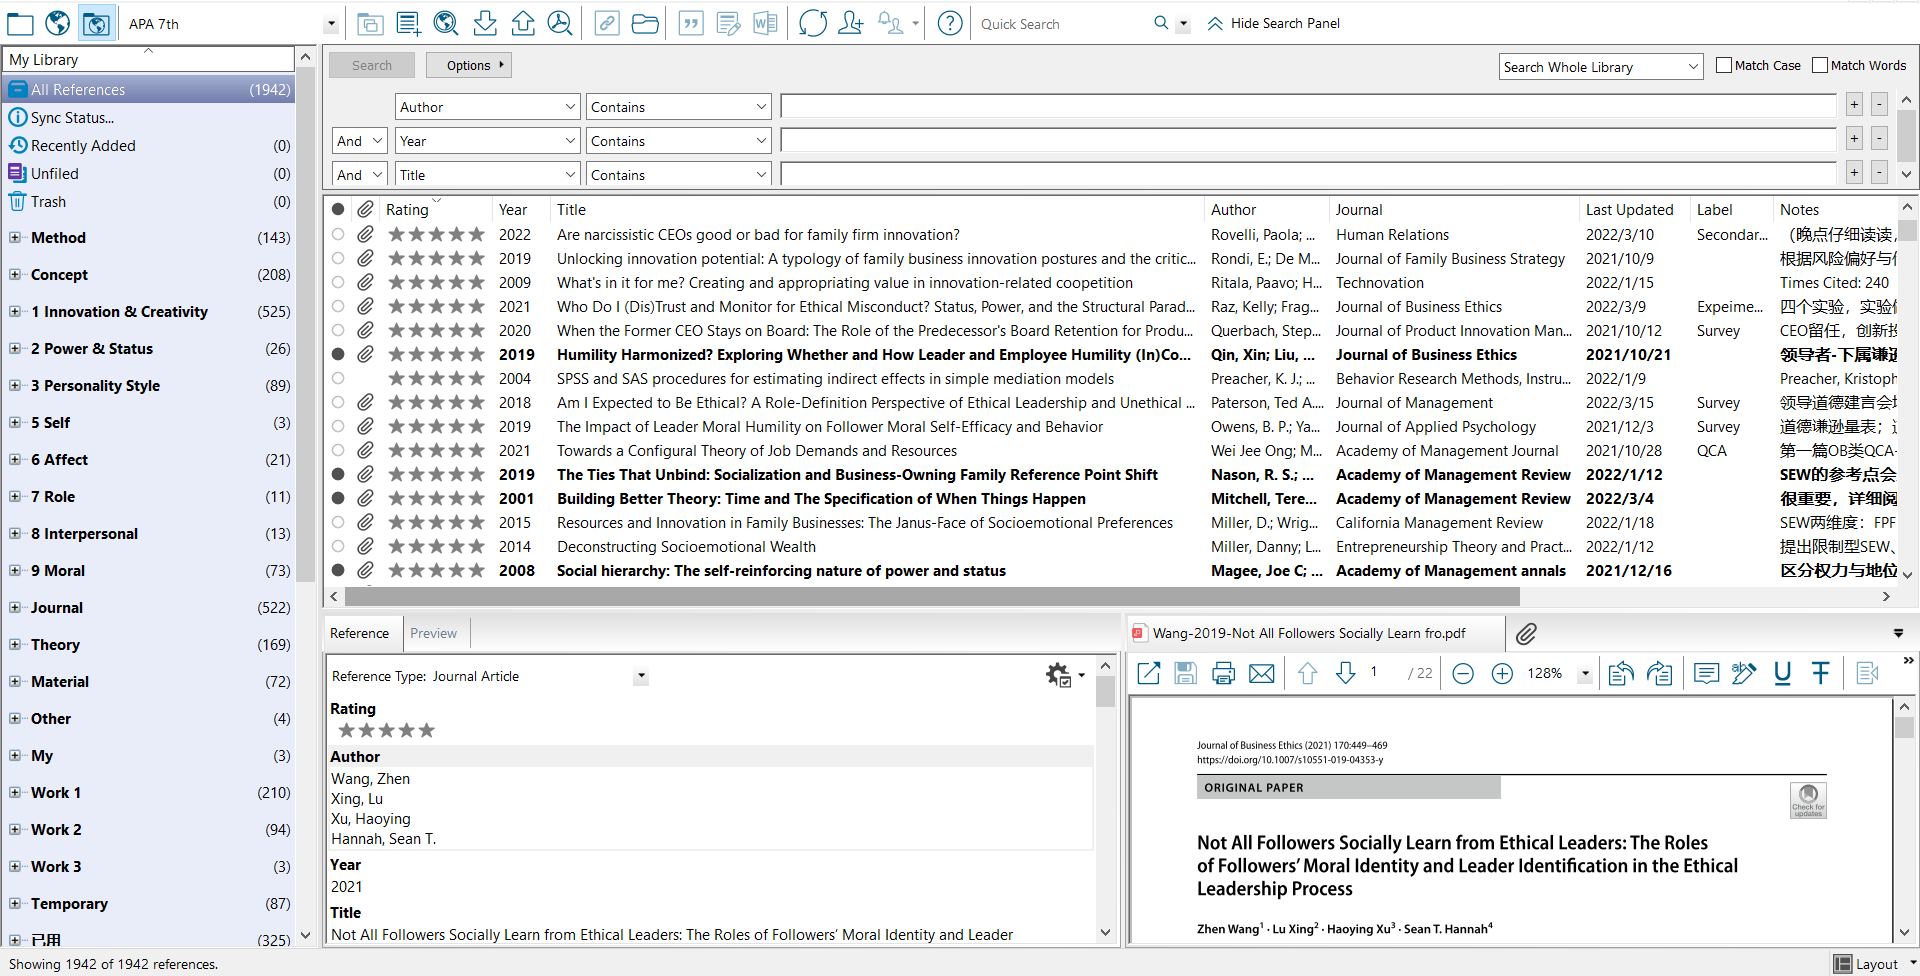 APA 7th
Quick Search
Hide Search Panel
My Library
All References (1942)
Sync Status...
Recently Added (0)
Unfiled (0)
Trash (0)
Method (143)
Concept (208)
1 Innovation & Creativity (525)
2 Power & Status (26)
3 Personality Style (89)
5 Self (3)
6 Affect (21)
7 Role (11)
8 Interpersonal (13)
9 Moral (73)
Journal (522)
Theory (169)
Material (72)
Other (4)
My (3)
Work 1 (210)
Work 2 (94)
Work 3 (3)
Temporary (87)
已用 (325)
Search Options Search Whole Library Match Case Match Words
Author Contains + -
And Year Contains + -
And Title Contains + -
Rating Year Title Author Journal Last Updated Label Notes
2022 Are narcissistic CEOs good or bad for family firm innovation? Rovelli, Paola; ... Human Relations 2022/3/10 Secondar... （晚点仔细读读，
2019 Unlocking innovation potential: A typology of family business innovation postures and the critic... Rondi, E.; De M... Journal of Family Business Strategy 2021/10/9 根据风险偏好与
2009 What's in it for me? Creating and appropriating value in innovation-related coopetition Ritala, Paavo; H... Technovation 2022/1/15 Times Cited: 240
2021 Who Do I (Dis)Trust and Monitor for Ethical Misconduct? Status, Power, and the Structural Parad... Raz, Kelly; Frag... Journal of Business Ethics 2022/3/9 Expeime... 四个实验，实验
2020 When the Former CEO Stays on Board: The Role of the Predecessor's Board Retention for Produ... Querbach, Step... Journal of Product Innovation Man... 2021/10/12 Survey CEO留任，创新投
2019 Humility Harmonized? Exploring Whether and How Leader and Employee Humility (In)Co... Qin, Xin; Liu, ... Journal of Business Ethics 2021/10/21 领导者-下属谦逊
2004 SPSS and SAS procedures for estimating indirect effects in simple mediation models Preacher, K. J.; ... Behavior Research Methods, Instru... 2022/1/9 Preacher, Kristoph
2018 Am I Expected to Be Ethical? A Role-Definition Perspective of Ethical Leadership and Unethical ... Paterson, Ted A.... Journal of Management 2022/3/15 Survey 领导道德建言会
2019 The Impact of Leader Moral Humility on Follower Moral Self-Efficacy and Behavior Owens, B. P.; Ya... Journal of Applied Psychology 2021/12/3 Survey 道德谦逊量表；
2021 Towards a Configural Theory of Job Demands and Resources Wei Jee Ong; M... Academy of Management Journal 2021/10/28 QCA 第一篇OB类QCA
2019 The Ties That Unbind: Socialization and Business-Owning Family Reference Point Shift Nason, R. S.; ... Academy of Management Review 2022/1/12 SEW的参考点会
2001 Building Better Theory: Time and The Specification of When Things Happen Mitchell, Tere... Academy of Management Review 2022/3/4 很重要，详细阅
2015 Resources and Innovation in Family Businesses: The Janus-Face of Socioemotional Preferences Miller, D.; Wrig... California Management Review 2022/1/18 SEW两维度：FPF
2014 Deconstructing Socioemotional Wealth Miller, Danny; L... Entrepreneurship Theory and Pract... 2022/1/12 提出限制型SEW、
2008 Social hierarchy: The self-reinforcing nature of power and status Magee, Joe C; ... Academy of Management annals 2021/12/16 区分权力与地位
Reference Preview
Reference Type: Journal Article
Rating
Author
Wang, Zhen
Xing, Lu
Xu, Haoying
Hannah, Sean T.
Year
2021
Title
Not All Followers Socially Learn from Ethical Leaders: The Roles of Followers’ Moral Identity and Leader
Wang-2019-Not All Followers Socially Learn fro.pdf
1 / 22 128%
Journal of Business Ethics (2021) 170:449–469
https://doi.org/10.1007/s10551-019-04353-y
ORIGINAL PAPER
Check for
updates
Not All Followers Socially Learn from Ethical Leaders: The Roles
of Followers’ Moral Identity and Leader Identification in the Ethical
Leadership Process
Zhen Wang1 · Lu Xing2 · Haoying Xu3 · Sean T. Hannah4
Showing 1942 of 1942 references.
Layout